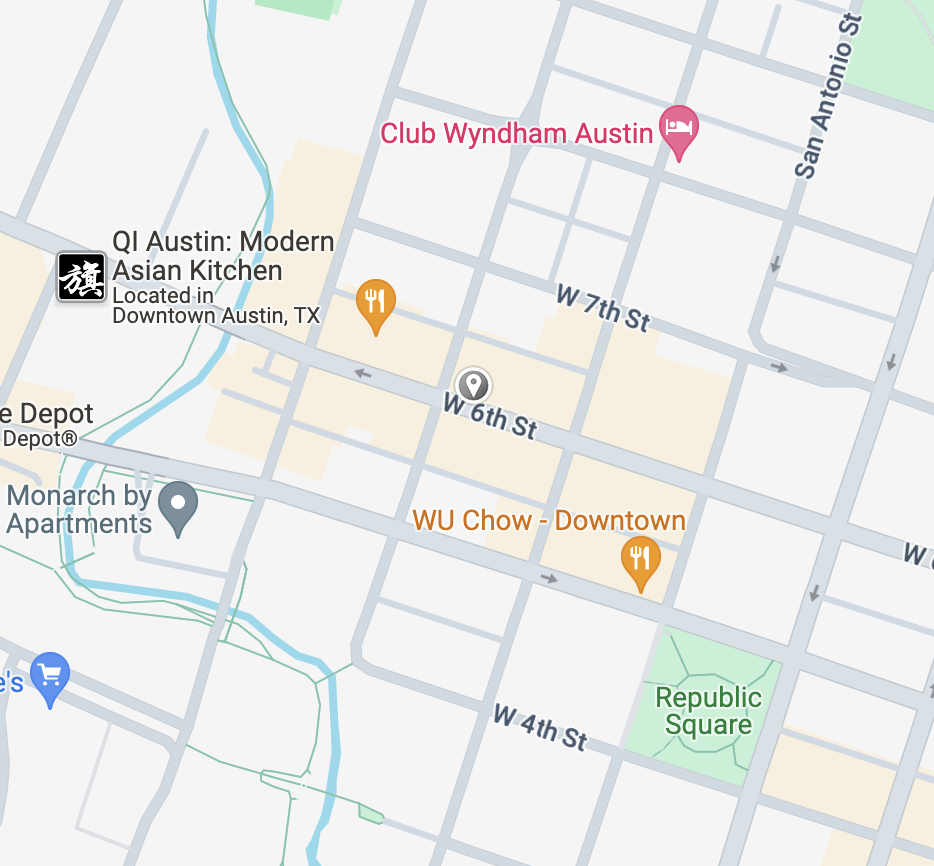 San Antonio St
Club Wyndham Austin
QI Austin: Modern
Asian Kitchen
Located in
Downtown Austin, TX
旗
W 7th St
W 6th St
e Depot
Depot®
Monarch by
Apartments
WU Chow - Downtown
W
e's
Republic
Square
W 4th St